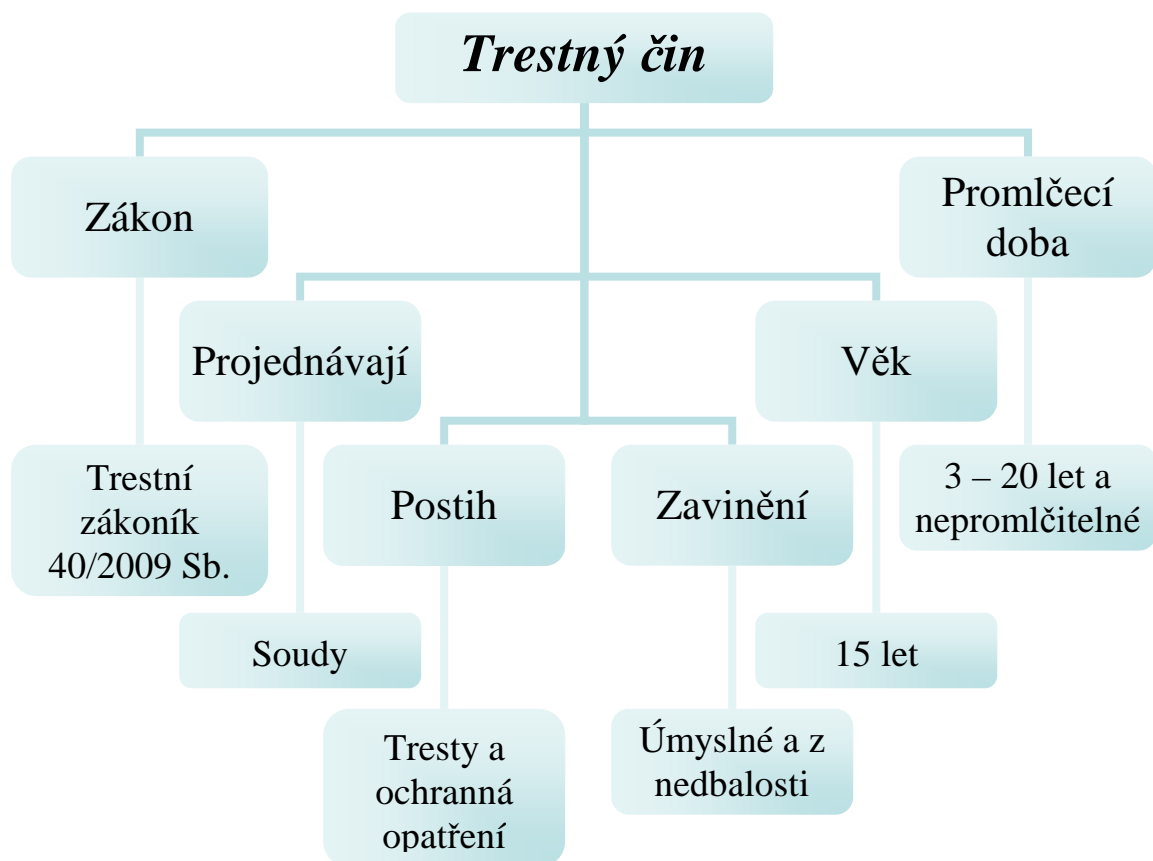 Trestný čin
Zákon
Promlčecí
doba
Projednávají
Věk
Trestní
zákoník
40/2009 Sb.
Postih
Zavinění
3 – 20 let a
nepromlčitelné
Soudy
15 let
Tresty a
ochranná
opatření
Úmyslné a z
nedbalosti